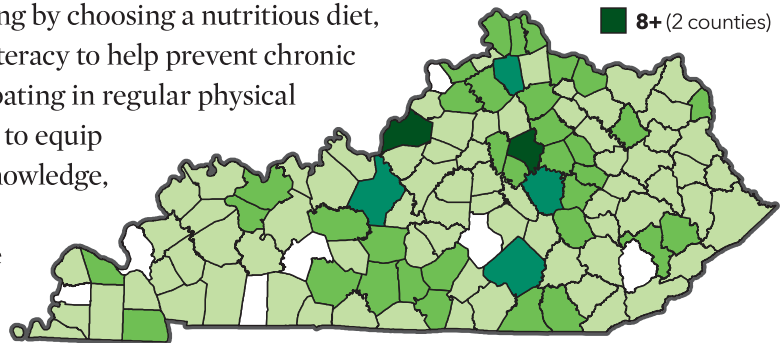 ng by choosing a nutritious diet,
teracy to help prevent chronic
pating in regular physical
to equip
nowledge,
e
8+ (2 counties)